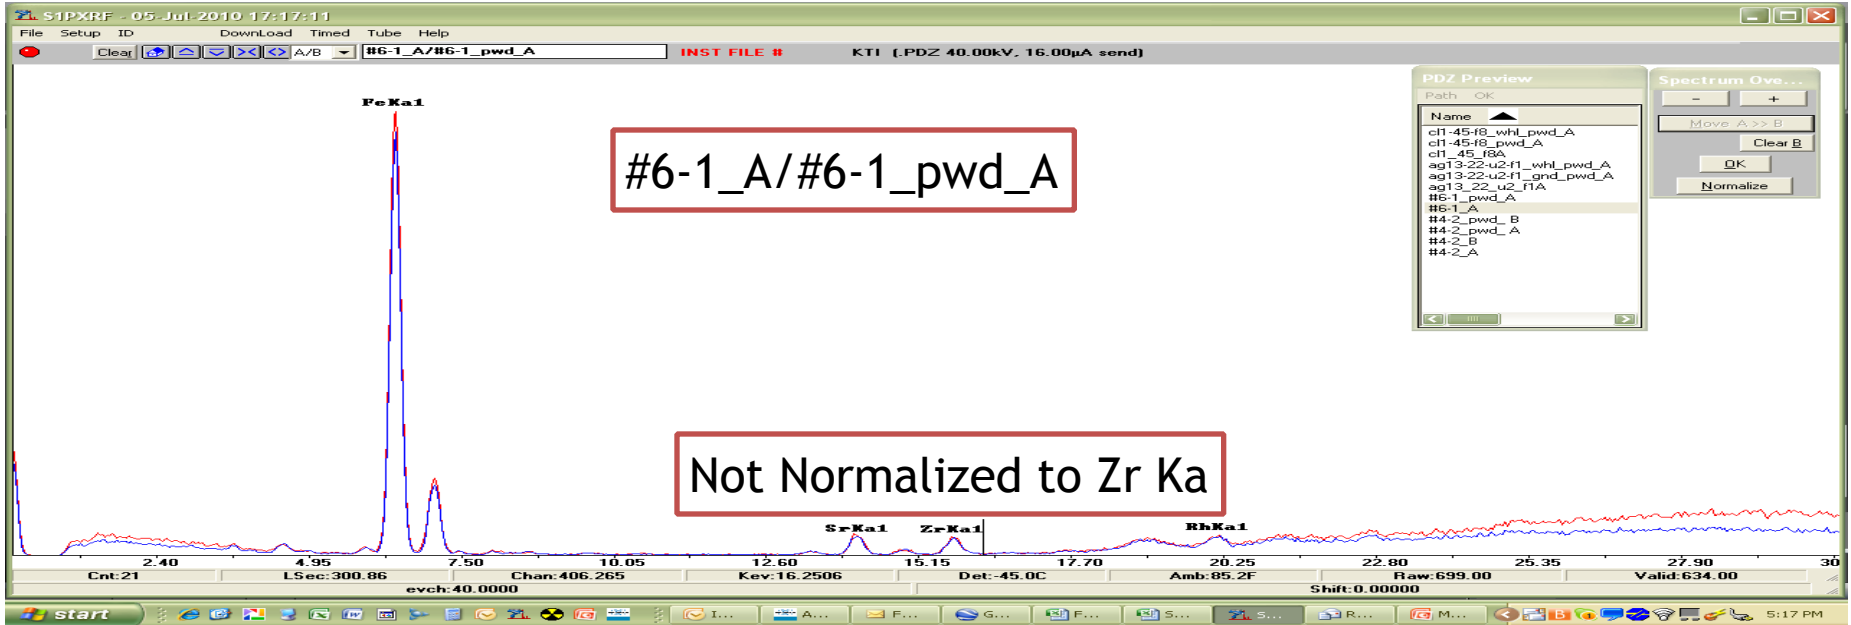 S1PXRF - 05-Jul-2010 17:17:11
File Setup ID DownLoad Timed Tube Help
Clear A/B #6-1_A/#6-1_pwd_A INST FILE # KTI (.PDZ 40.00kV, 16.00µA send)
PDZ Preview
Path OK
Name
cl1-45-f8_whl_pwd_A
cl1-45-f8_pwd_A
cl1_45_f8A
ag13-22-u2-f1_whl_pwd_A
ag13-22-u2-f1_gnd_pwd_A
ag13_22_u2_f1A
#6-1_pwd_A
#6-1_A
#4-2_pwd_ B
#4-2_pwd_ A
#4-2_B
#4-2_A
Spectrum Ove...
- +
Move A >> B
Clear B
OK
Normalize
FeKa1
#6-1_A/#6-1_pwd_A
Not Normalized to Zr Ka
SrKa1 ZrKa1 RhKa1
2.40 4.95 7.50 10.05 12.60 15.15 17.70 20.25 22.80 25.35 27.90 30
Cnt:21 LSec:300.86 Chan:406.265 Kev:16.2506 Det:-45.0C Amb:85.2F Raw:699.00 Valid:634.00
evch:40.0000 Shift:0.00000
start I... A... F... G... F... S... S... R... M... 5:17 PM